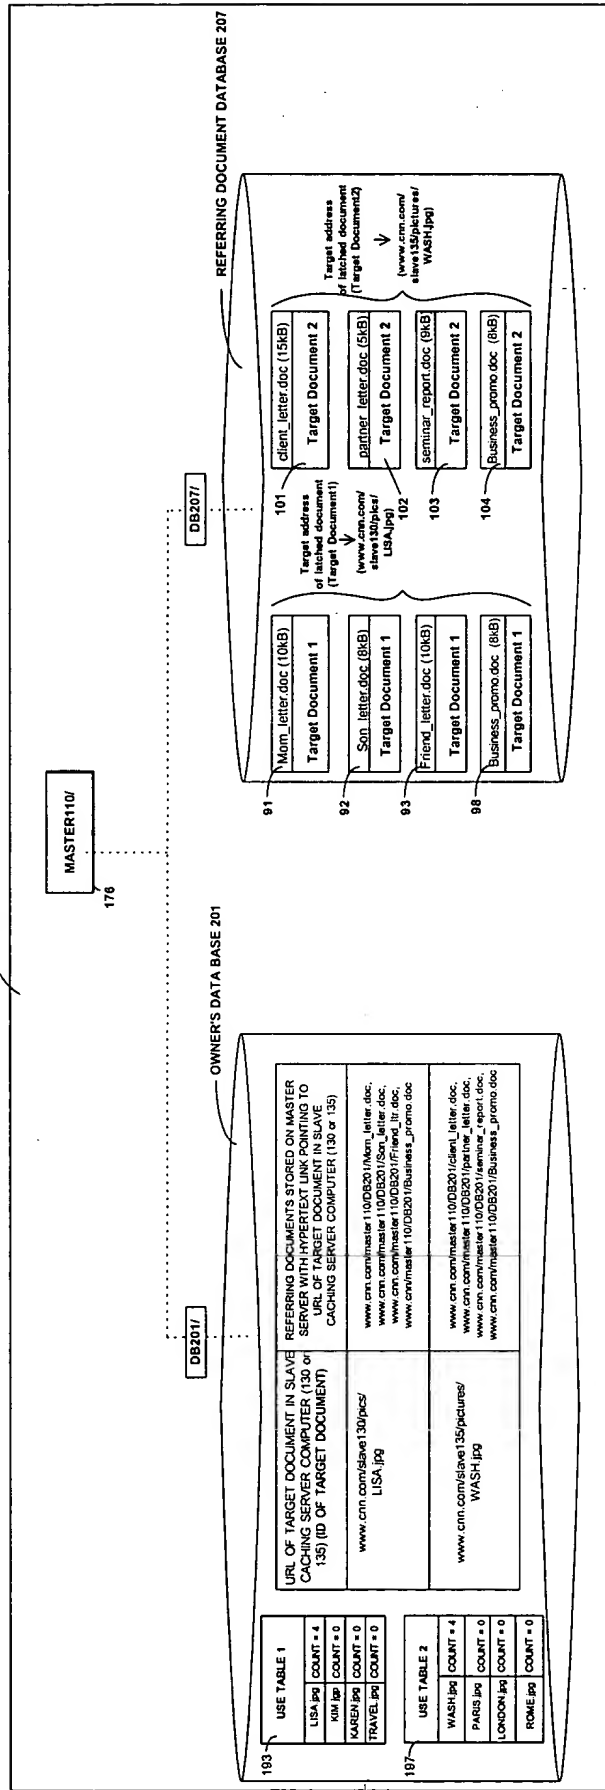 MASTER110/
176
DB201/
DB207/
OWNER'S DATA BASE 201
193
USE TABLE 1
LISA.jpg COUNT = 4
KIM.jgp COUNT = 0
KAREN.jpg COUNT = 0
TRAVEL.jpg COUNT = 0
197
USE TABLE 2
WASH.jpg COUNT = 4
PARIS.jpg COUNT = 0
LONDON.jpg COUNT = 0
ROME.jpg COUNT = 0
URL OF TARGET DOCUMENT IN SLAVE
CACHING SERVER COMPUTER (130 or
135) (ID OF TARGET DOCUMENT)
REFERRING DOCUMENTS STORED ON MASTER
SERVER WITH HYPERTEXT LINK POINTING TO
URL OF TARGET DOCUMENT IN SLAVE
CACHING SERVER COMPUTER (130 or 135)
www.cnn.com/slave130/pics/
LISA.jpg
www.cnn.com/master110/DB201/Mom_letter.doc,
www.cnn.com/master110/DB201/Son_letter.doc,
www.cnn.com/master110/DB201/Friend_ltr.doc,
www.cnn/master110/DB201/Business_promo.doc
www.cnn.com/slave135/pictures/
WASH.jpg
www.cnn.com/master110/DB201/client_letter.doc,
www.cnn.com/master110/DB201/partner_letter.doc,
www.cnn.com/master110/DB201/seminar_report.doc,
www.cnn.com/master110/DB201/Business_promo.doc
REFERRING DOCUMENT DATABASE 207
91
Mom_letter.doc (10kB)
Target Document 1
92
Son_letter.doc (8kB)
Target Document 1
93
Friend_letter.doc (10kB)
Target Document 1
98
Business_promo.doc (8kB)
Target Document 1
Target address
of latched document
(Target Document1)
(www.cnn.com/
slave130/pics/
LISA.jpg)
101
client_letter.doc (15kB)
Target Document 2
102
partner_letter.doc (5kB)
Target Document 2
103
seminar_report.doc (9kB)
Target Document 2
104
Business_promo.doc (8kB)
Target Document 2
Target address
of latched document
(Target Document2)
(www.cnn.com/
slave135/pictures/
WASH.jpg)